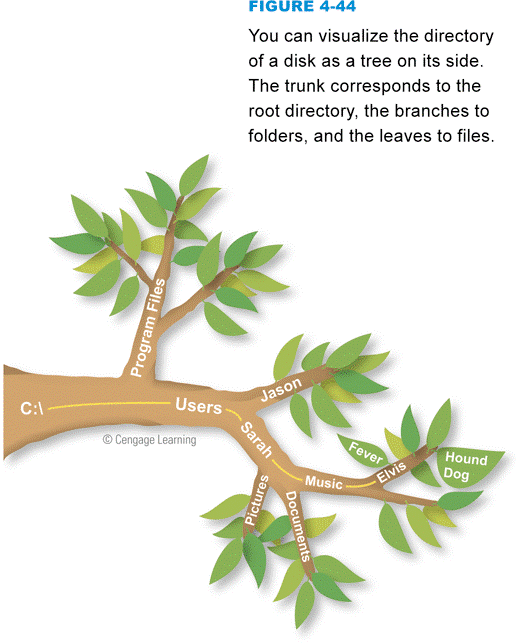 FIGURE 4-44
You can visualize the directory
of a disk as a tree on its side.
The trunk corresponds to the
root directory, the branches to
folders, and the leaves to files.
Program Files
C:\
Users
Jason
© Cengage Learning
Sarah
Fever
Hound
Dog
Elvis
Music
Pictures
Documents